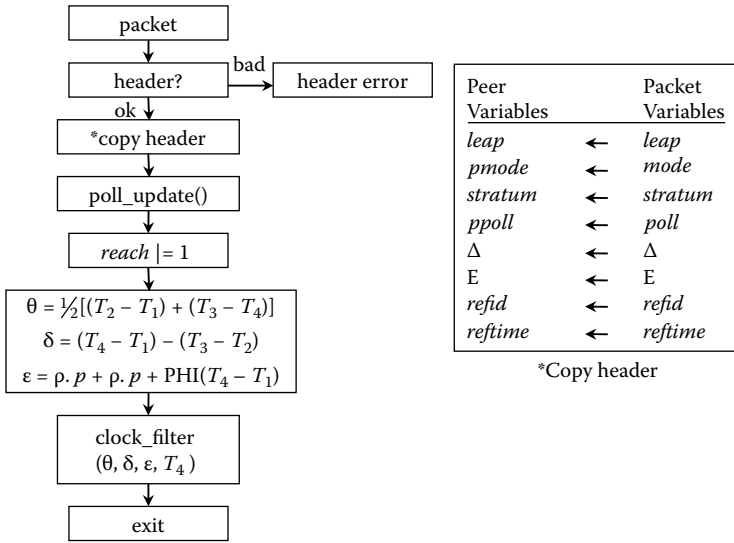 packet
header?
bad
header error
ok
*copy header
poll_update()
reach |= 1
θ = ½[(T2 – T1) + (T3 – T4)]
δ = (T4 – T1) – (T3 – T2)
ε = ρ. p + ρ. p + PHI(T4 – T1)
clock_filter
(θ, δ, ε, T4 )
exit
Peer Variables Packet Variables
leap ← leap
pmode ← mode
stratum ← stratum
ppoll ← poll
Δ ← Δ
E ← E
refid ← refid
reftime ← reftime
*Copy header